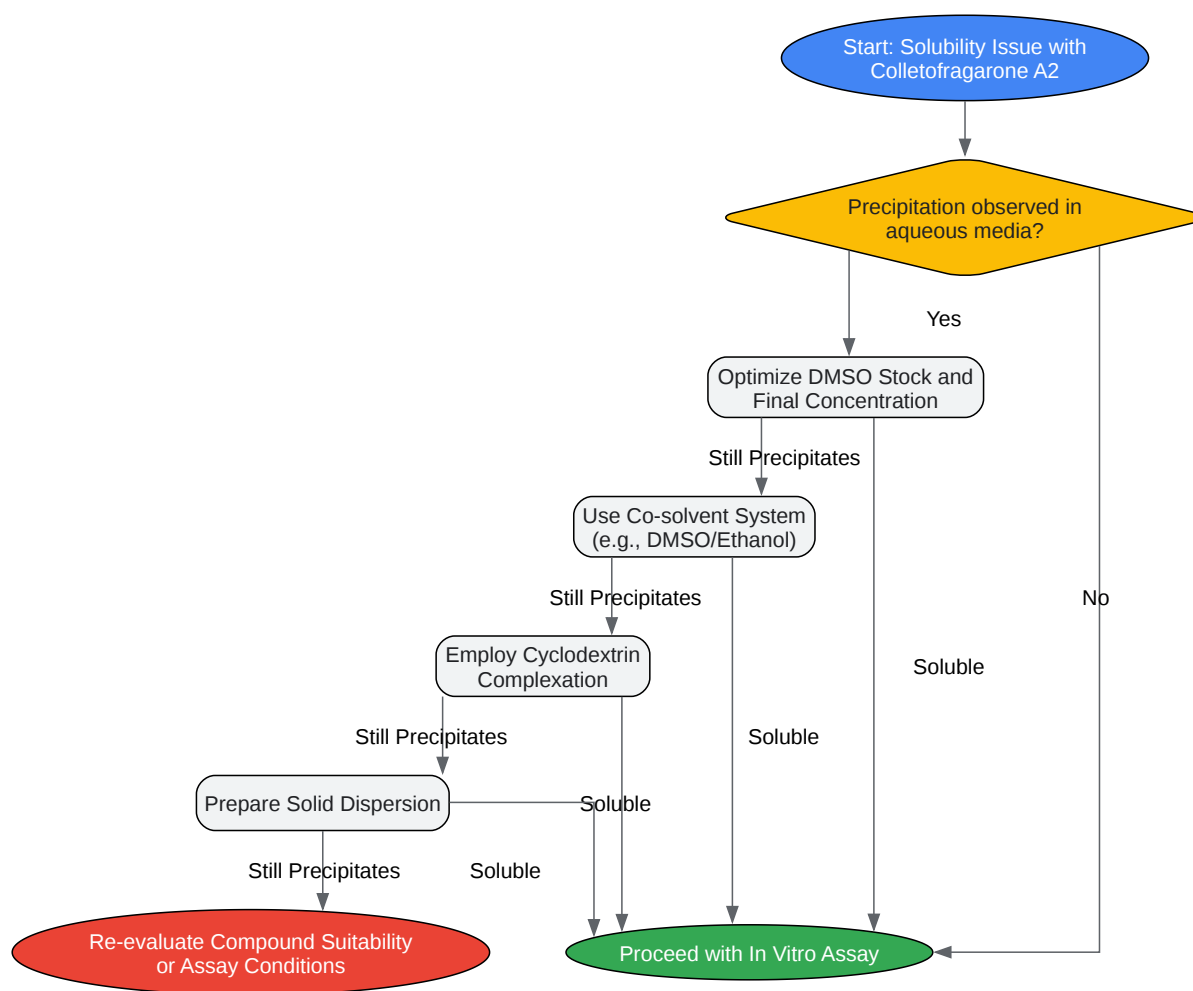 Start: Solubility Issue with
Colletofragarone A2
Precipitation observed in
aqueous media?
Yes
Optimize DMSO Stock and
Final Concentration
Still Precipitates
Use Co-solvent System
(e.g., DMSO/Ethanol)
Still Precipitates
No
Employ Cyclodextrin
Complexation
Soluble
Still Precipitates
Soluble
Prepare Solid Dispersion
Soluble
Still Precipitates
Soluble
Re-evaluate Compound Suitability
or Assay Conditions
Proceed with In Vitro Assay